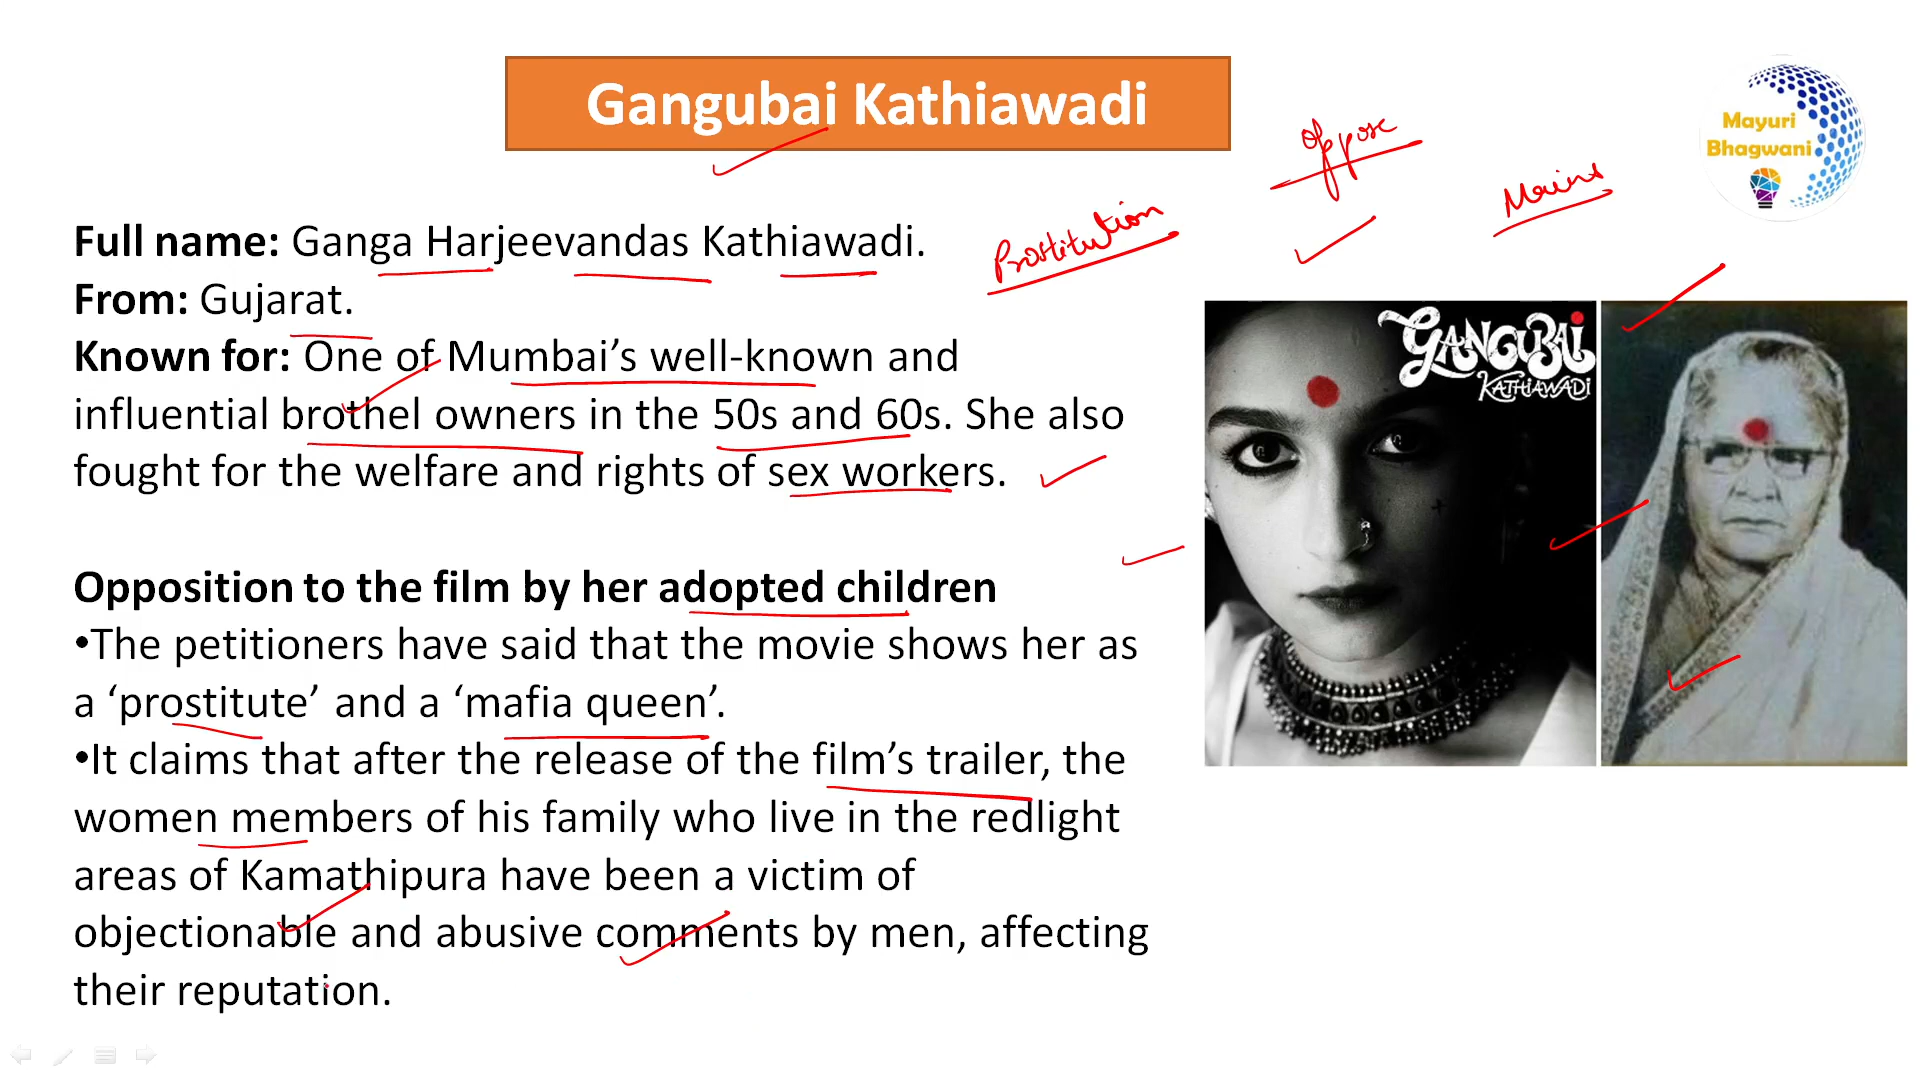 Gangubai Kathiawadi
Mayuri
Bhagwani
oppose
Mains
Prostitution
Full name: Ganga Harjeevandas Kathiawadi.
From: Gujarat.
Known for: One of Mumbai’s well-known and
influential brothel owners in the 50s and 60s. She also
fought for the welfare and rights of sex workers.
GANGUBAI
KATHIAWADI
Opposition to the film by her adopted children
•The petitioners have said that the movie shows her as
a ‘prostitute’ and a ‘mafia queen’.
•It claims that after the release of the film’s trailer, the
women members of his family who live in the redlight
areas of Kamathipura have been a victim of
objectionable and abusive comments by men, affecting
their reputation.